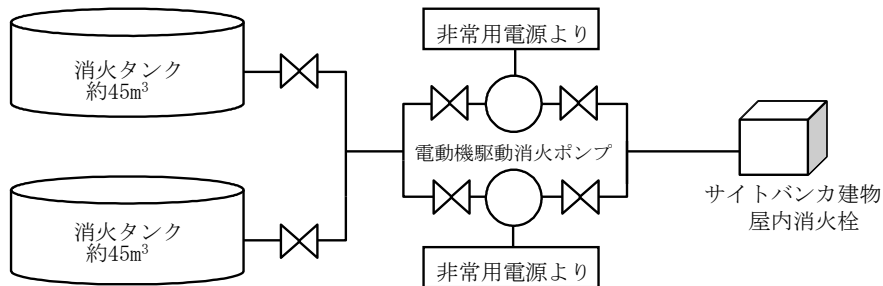 非常用電源より
消火タンク
約45m³
電動機駆動消火ポンプ
サイトバンカ建物
屋内消火栓
消火タンク
約45m³
非常用電源より